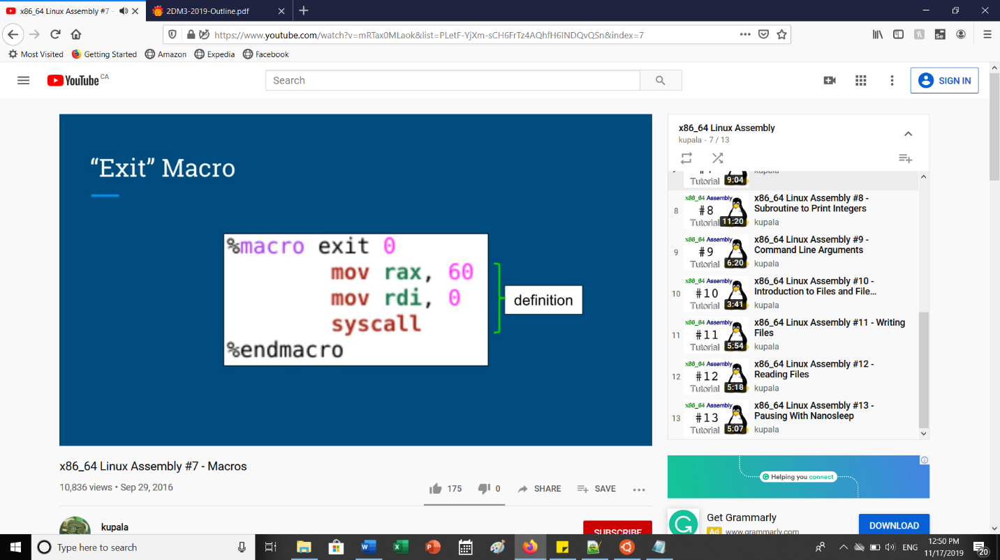 x86_64 Linux Assembly #7 -
2DM3-2019-Outline.pdf
https://www.youtube.com/watch?v=mRTax0MLaok&list=PLetF-YjXm-sCH6FrTz4AQhfH6INDQvQSn&index=7
Most Visited Getting Started Amazon Expedia Facebook
YouTube CA
Search
SIGN IN
"Exit" Macro
%macro exit 0
mov rax, 60
mov rdi, 0
syscall
%endmacro
definition
x86_64 Linux Assembly #7 - Macros
10,836 views • Sep 29, 2016
175 0 SHARE SAVE
kupala
SUBSCRIBE
x86_64 Linux Assembly
kupala - 7 / 13
Tutorial 9:04
kupala
8
x86_64 Assembly
#8
Tutorial 11:20
x86_64 Linux Assembly #8 -
Subroutine to Print Integers
kupala
9
x86_64 Assembly
#9
Tutorial 6:20
x86_64 Linux Assembly #9 -
Command Line Arguments
kupala
10
x86_64 Assembly
#10
Tutorial 3:41
x86_64 Linux Assembly #10 -
Introduction to Files and File...
kupala
11
x86_64 Assembly
#11
Tutorial 5:54
x86_64 Linux Assembly #11 - Writing
Files
kupala
12
x86_64 Assembly
#12
Tutorial 5:18
x86_64 Linux Assembly #12 -
Reading Files
kupala
13
x86_64 Assembly
#13
Tutorial 5:07
x86_64 Linux Assembly #13 -
Pausing With Nanosleep
kupala
Helping you connect
Get Grammarly
Ad www.grammarly.com
DOWNLOAD
Type here to search
ENG
12:50 PM
11/17/2019
20